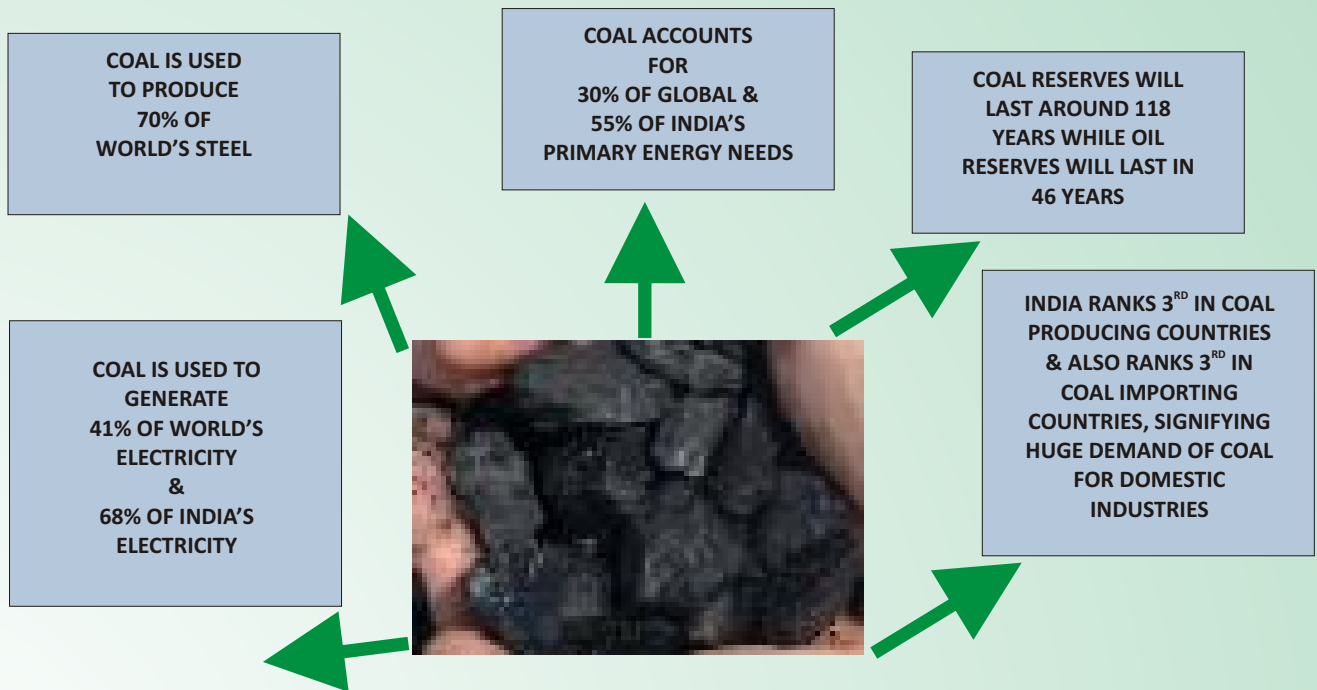 COAL IS USED
TO PRODUCE
70% OF
WORLD'S STEEL
COAL ACCOUNTS
FOR
30% OF GLOBAL &
55% OF INDIA'S
PRIMARY ENERGY NEEDS
COAL RESERVES WILL
LAST AROUND 118
YEARS WHILE OIL
RESERVES WILL LAST IN
46 YEARS
COAL IS USED TO
GENERATE
41% OF WORLD'S
ELECTRICITY
&
68% OF INDIA'S
ELECTRICITY
INDIA RANKS 3RD IN COAL
PRODUCING COUNTRIES
& ALSO RANKS 3RD IN
COAL IMPORTING
COUNTRIES, SIGNIFYING
HUGE DEMAND OF COAL
FOR DOMESTIC
INDUSTRIES